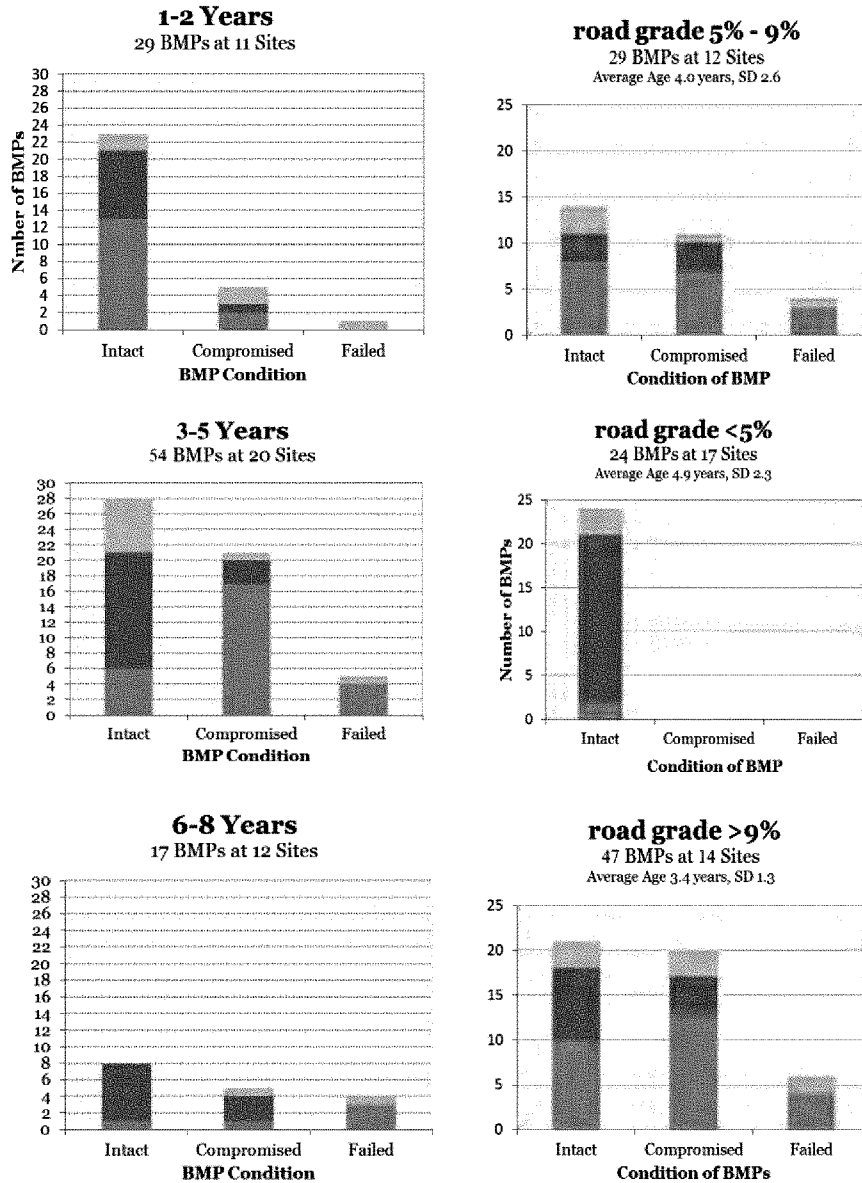 1-2 Years
29 BMPs at 11 Sites
30
28
26
24
22
20
18
16
14
12
10
8
6
4
2
0
Nmber of BMPs
Intact Compromised Failed
BMP Condition
road grade 5% - 9%
29 BMPs at 12 Sites
Average Age 4.0 years, SD 2.6
25
20
15
10
5
0
Intact Compromised Failed
Condition of BMP
3-5 Years
54 BMPs at 20 Sites
30
28
26
24
22
20
18
16
14
12
10
8
6
4
2
0
Intact Compromised Failed
BMP Condition
road grade <5%
24 BMPs at 17 Sites
Average Age 4.9 years, SD 2.3
25
20
15
10
5
0
Number of BMPs
Intact Compromised Failed
Condition of BMP
6-8 Years
17 BMPs at 12 Sites
30
28
26
24
22
20
18
16
14
12
10
8
6
4
2
0
Intact Compromised Failed
BMP Condition
road grade >9%
47 BMPs at 14 Sites
Average Age 3.4 years, SD 1.3
25
20
15
10
5
0
Intact Compromised Failed
Condition of BMPs